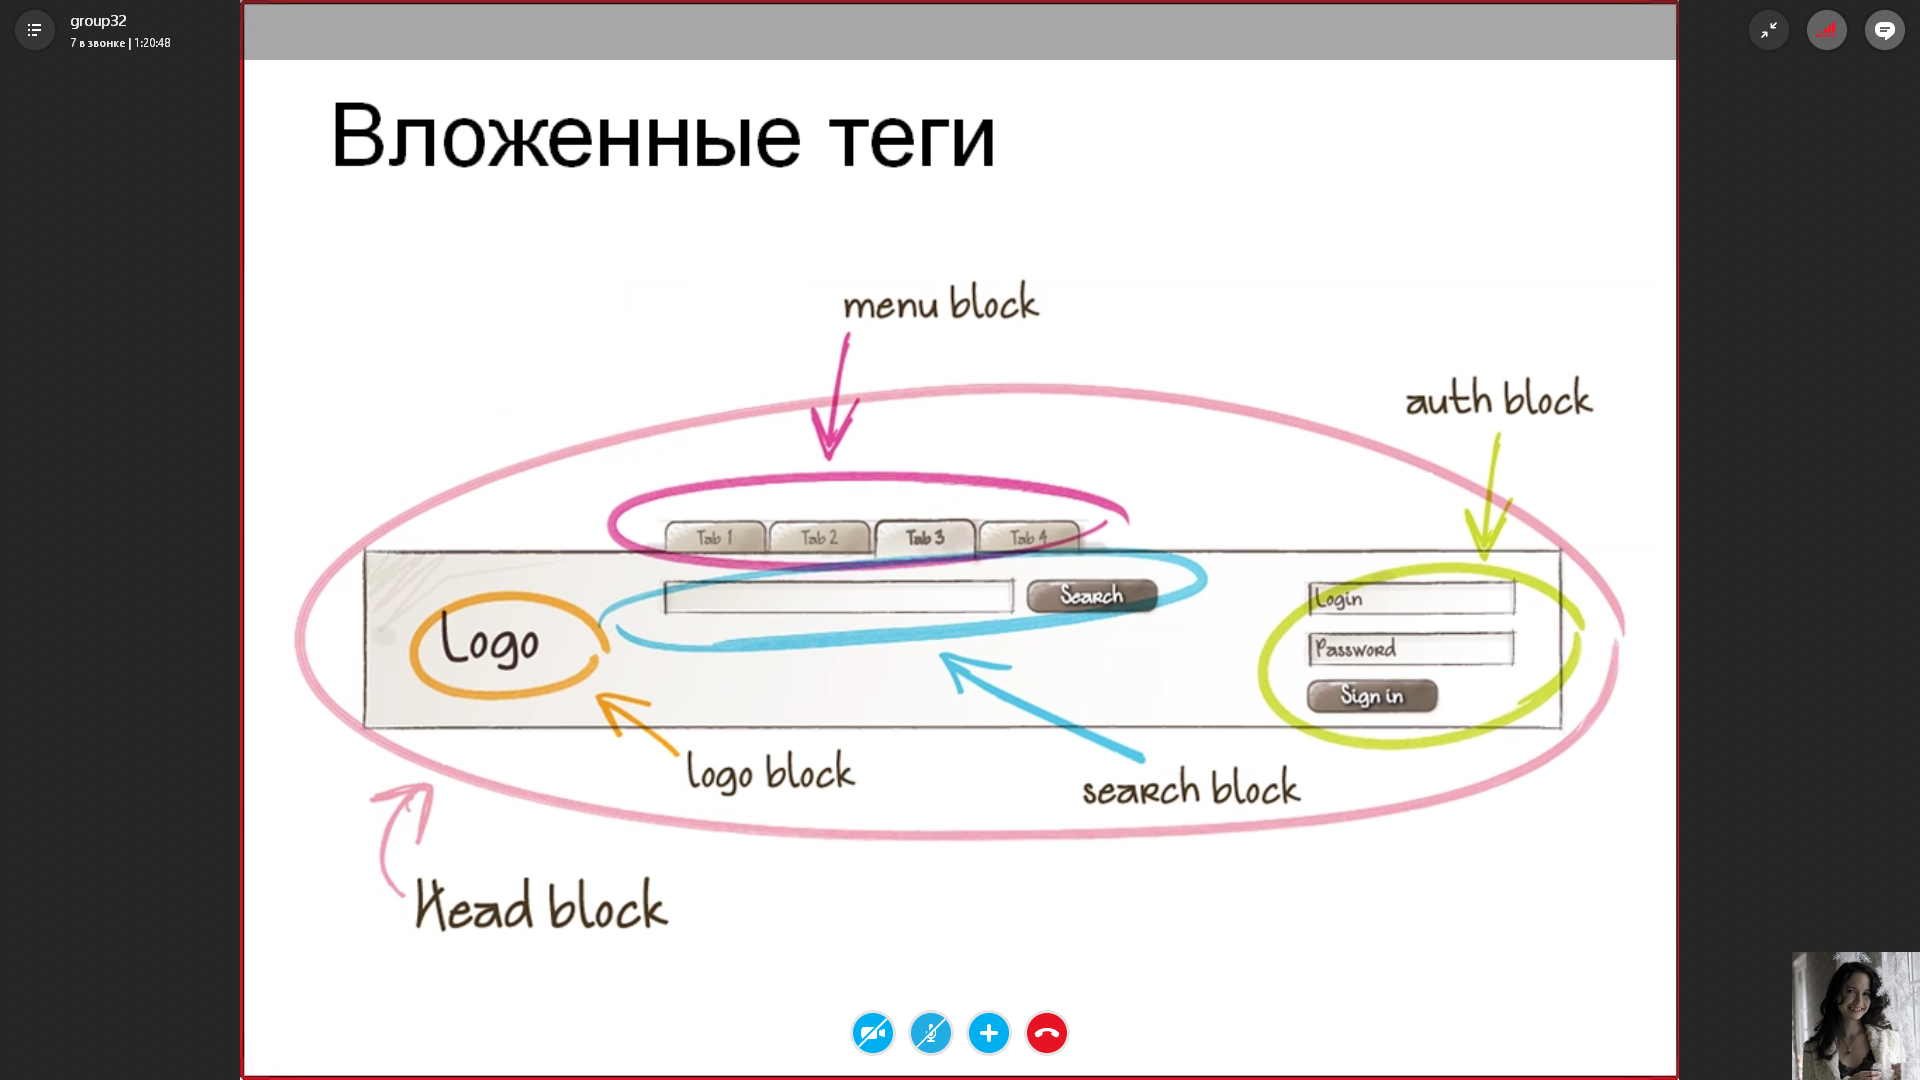 group32
7 в звонке | 1:20:48
Вложенные теги
menu block
auth block
Tab 1
Tab 2
Tab 3
Tab 4
Search
Login
Logo
Password
Sign in
logo block
search block
Head block